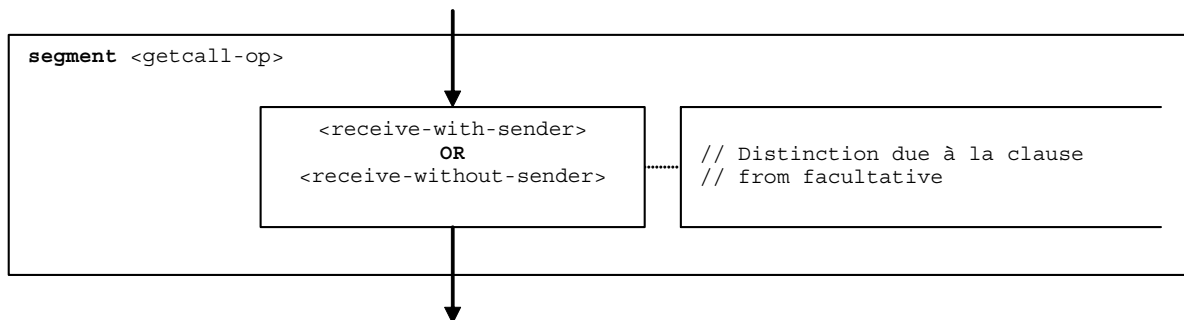 segment <getcall-op>
<receive-with-sender>
OR
<receive-without-sender>
// Distinction due à la clause
// from facultative